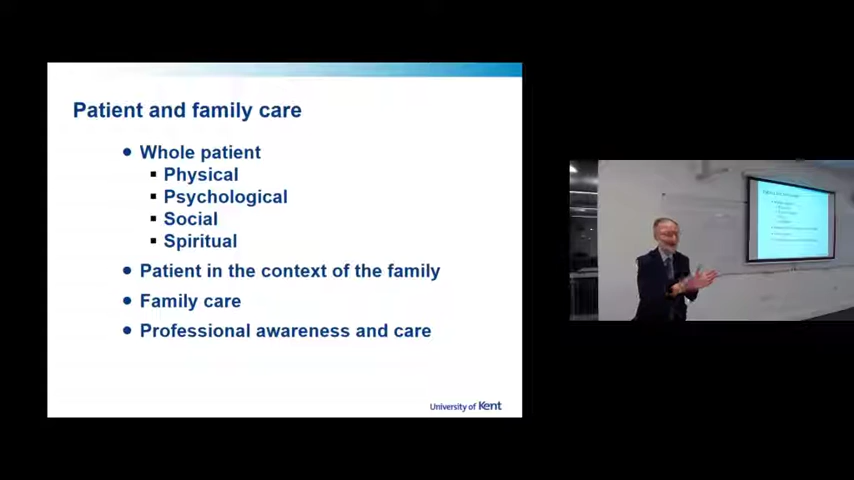 Patient and family care
• Whole patient
▪ Physical
▪ Psychological
▪ Social
▪ Spiritual
• Patient in the context of the family
• Family care
• Professional awareness and care
University of Kent